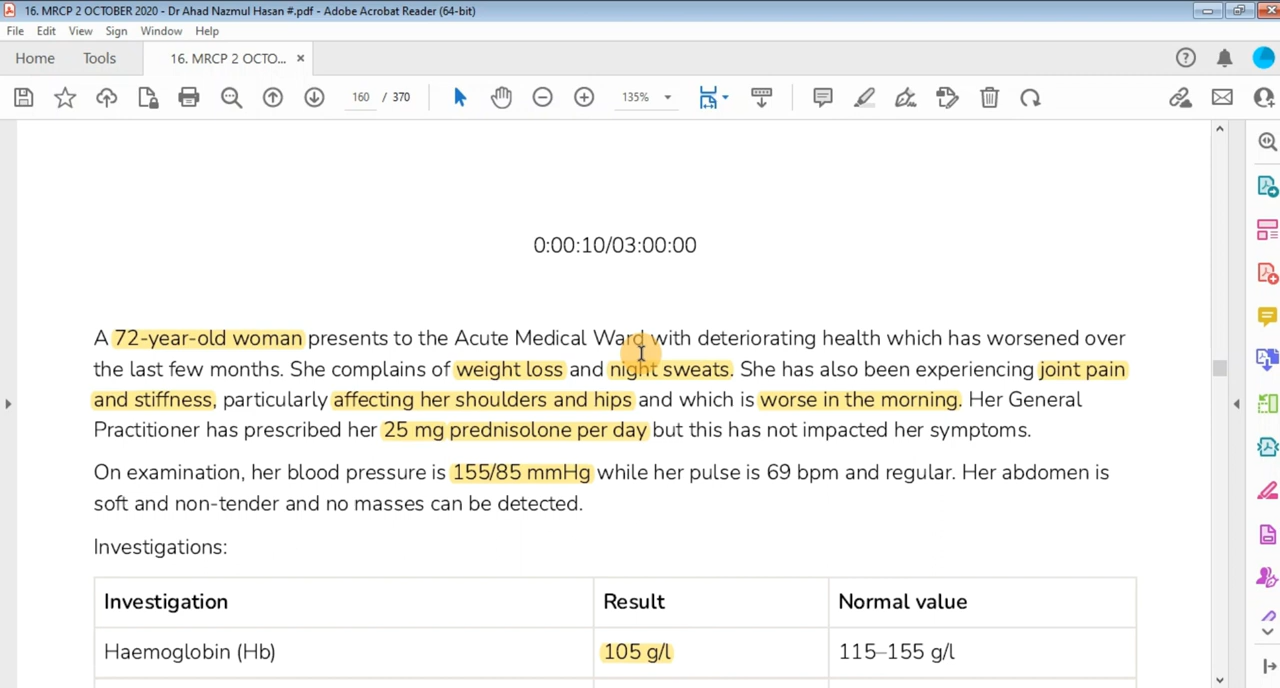 16. MRCP 2 OCTOBER 2020 - Dr Ahad Nazmul Hasan #.pdf - Adobe Acrobat Reader (64-bit)
File Edit View Sign Window Help
Home Tools 16. MRCP 2 OCTO... ×
160 / 370 135%
0:00:10/03:00:00
A 72-year-old woman presents to the Acute Medical Ward with deteriorating health which has worsened over
the last few months. She complains of weight loss and night sweats. She has also been experiencing joint pain
and stiffness, particularly affecting her shoulders and hips and which is worse in the morning. Her General
Practitioner has prescribed her 25 mg prednisolone per day but this has not impacted her symptoms.
On examination, her blood pressure is 155/85 mmHg while her pulse is 69 bpm and regular. Her abdomen is
soft and non-tender and no masses can be detected.
Investigations:
Investigation Result Normal value
Haemoglobin (Hb) 105 g/l 115–155 g/l